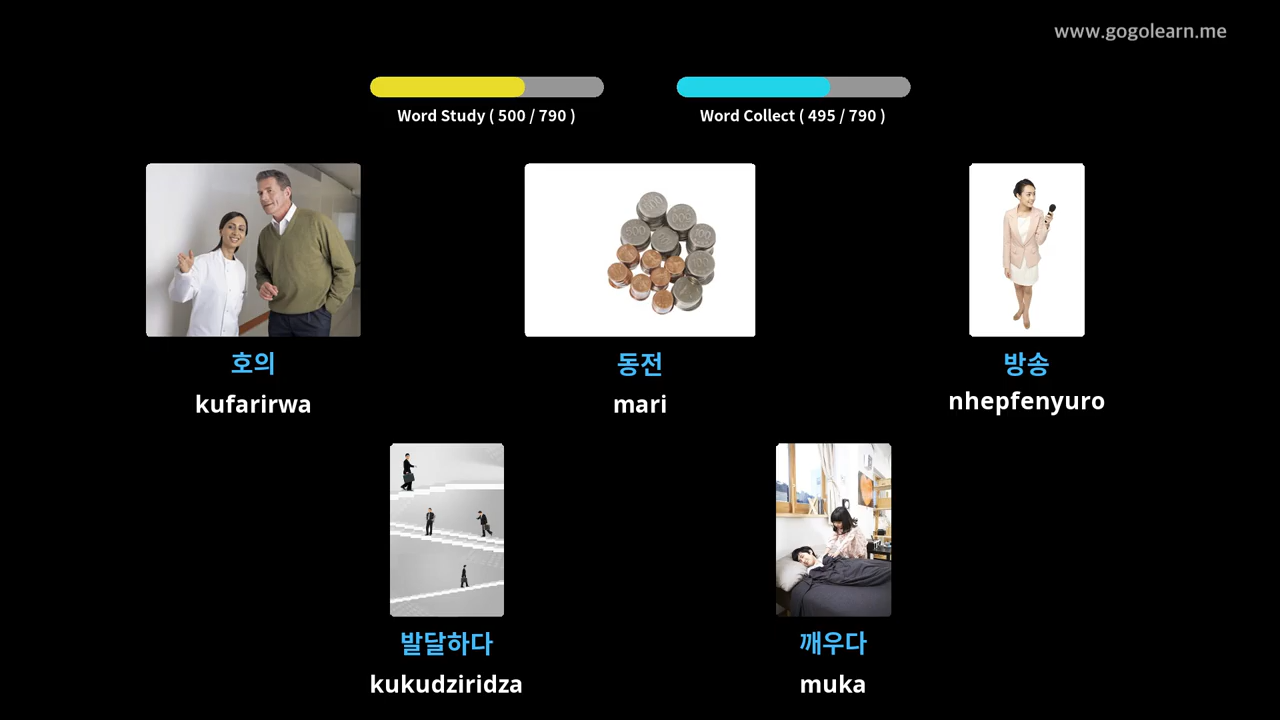 www.gogolearn.me
Word Study ( 500 / 790 )
Word Collect ( 495 / 790 )
호의
kufarirwa
동전
mari
방송
nhepfenyuro
발달하다
kukudziridza
깨우다
muka